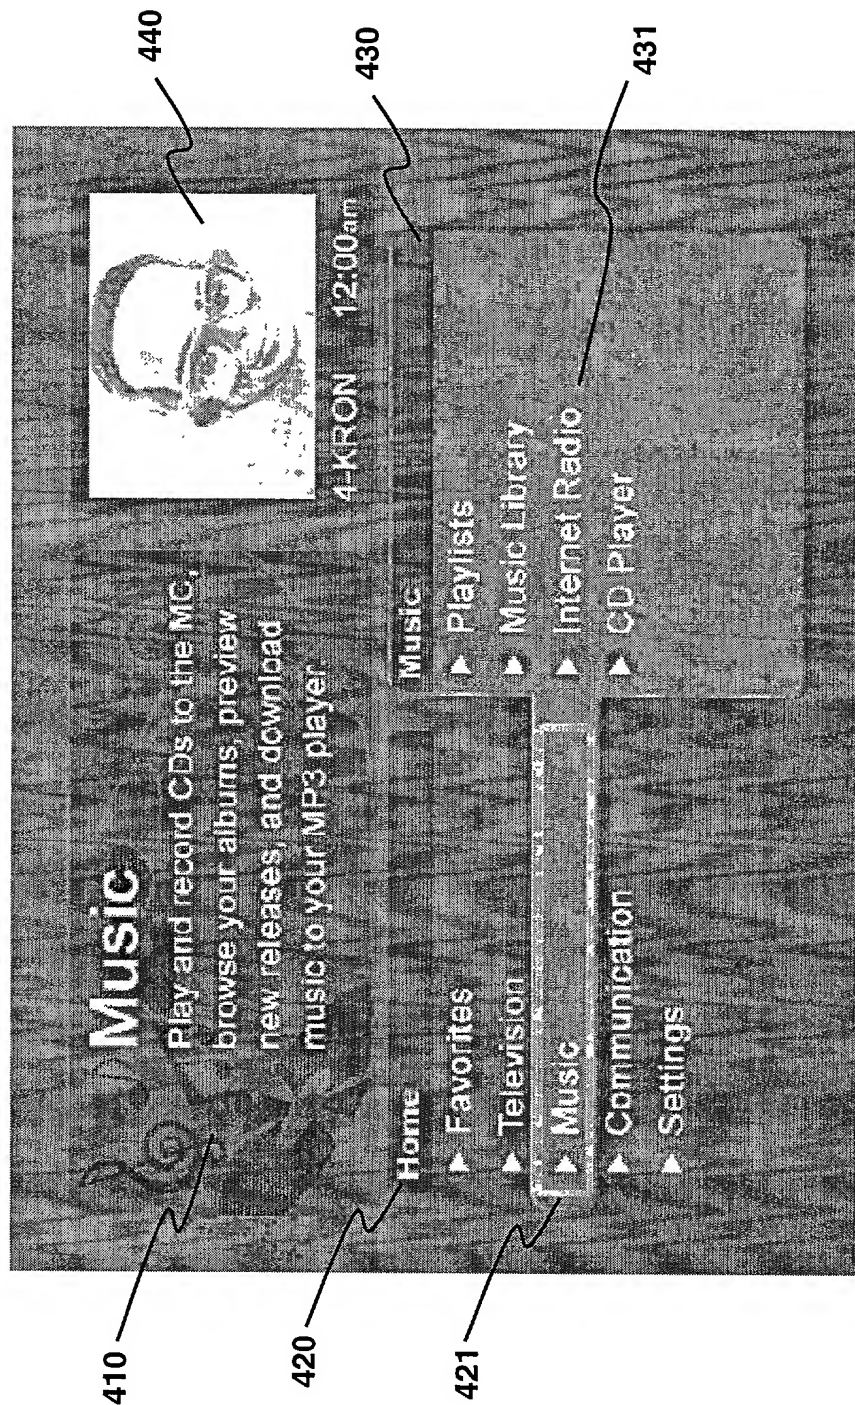 Music
Play and record CDs to the MC,
browse your albums, preview
new releases, and download
music to your MP3 player
4-KRON 12:00am
Home
Favorites
Television
Music
Communication
Settings
Music
Playlists
Music Library
Internet Radio
CD Player
410
420
421
440
430
431